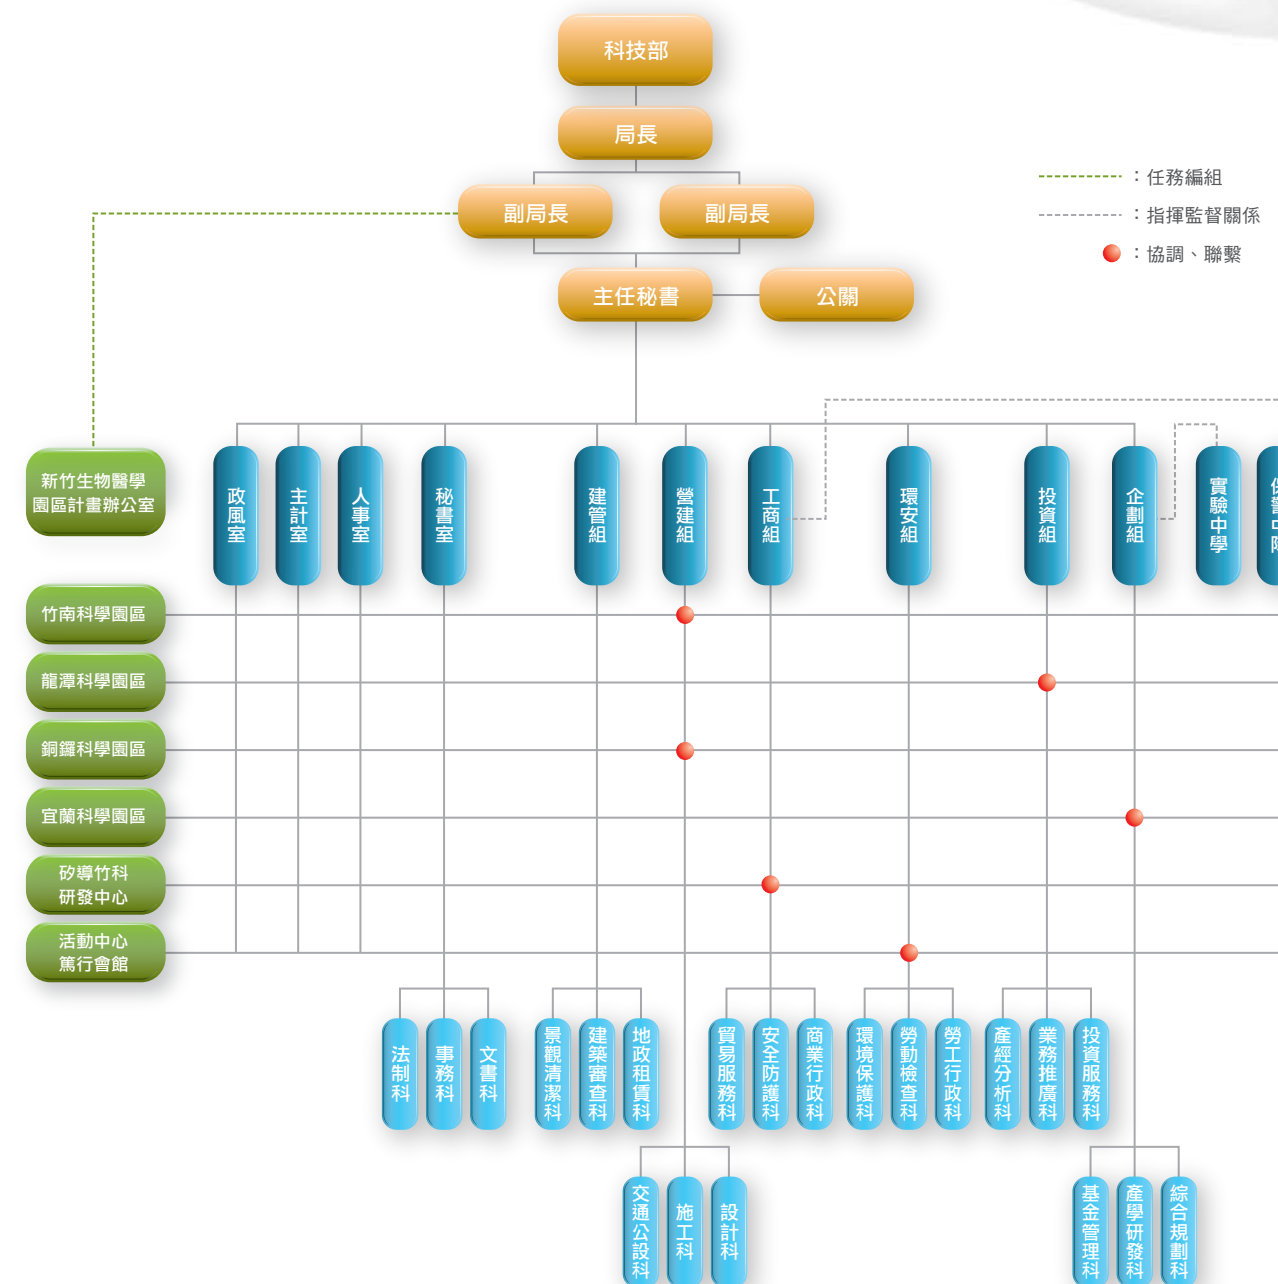 科技部
局長
副局長
副局長
主任秘書
公關
：任務編組
：指揮監督關係
：協調、聯繫
新竹生物醫學
園區計畫辦公室
政風室
主計室
人事室
秘書室
建管組
營建組
工商組
環安組
投資組
企劃組
實驗中學
竹南科學園區
龍潭科學園區
銅鑼科學園區
宜蘭科學園區
矽導竹科
研發中心
活動中心
篤行會館
法制科
事務科
文書科
景觀清潔科
建築審查科
地政租賃科
貿易服務科
安全防護科
商業行政科
環境保護科
勞動檢查科
勞工行政科
產經分析科
業務推廣科
投資服務科
交通公設科
施工科
設計科
基金管理科
產學研發科
綜合規劃科